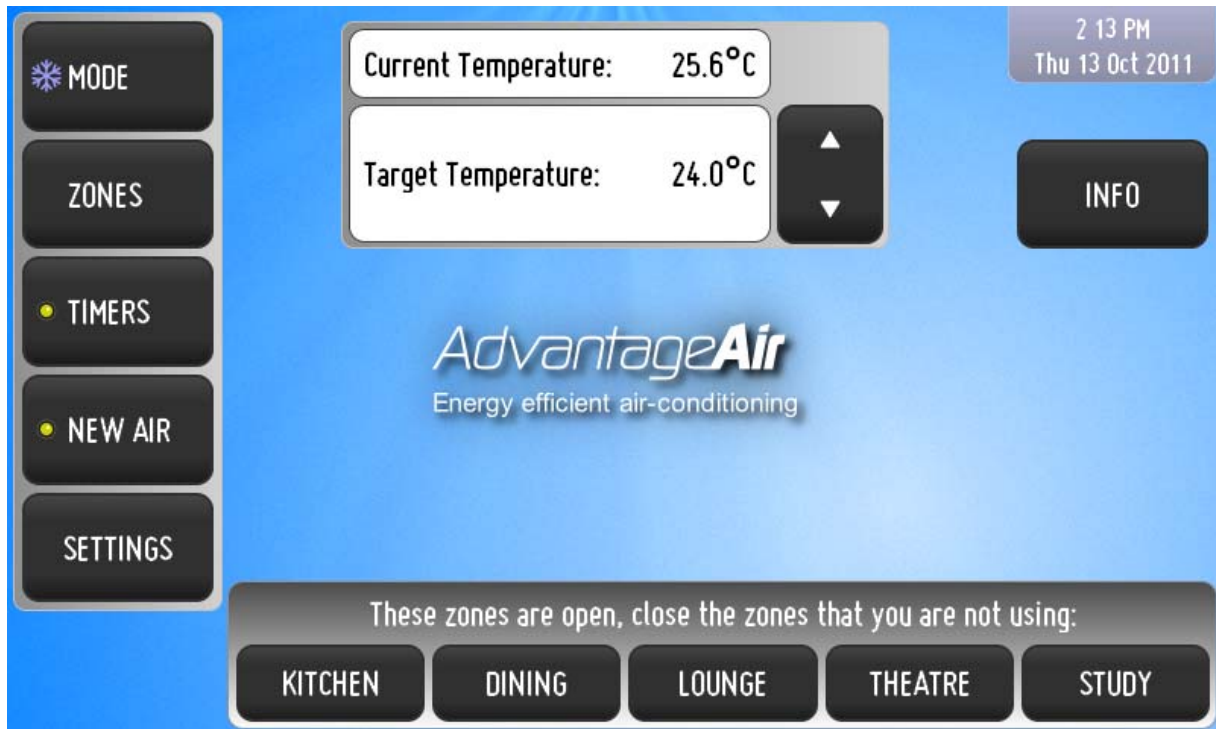 MODE
ZONES
TIMERS
NEW AIR
SETTINGS
Current Temperature: 25.6°C
Target Temperature: 24.0°C
2 13 PM
Thu 13 Oct 2011
INFO
AdvantageAir
Energy efficient air-conditioning
These zones are open, close the zones that you are not using:
KITCHEN DINING LOUNGE THEATRE STUDY